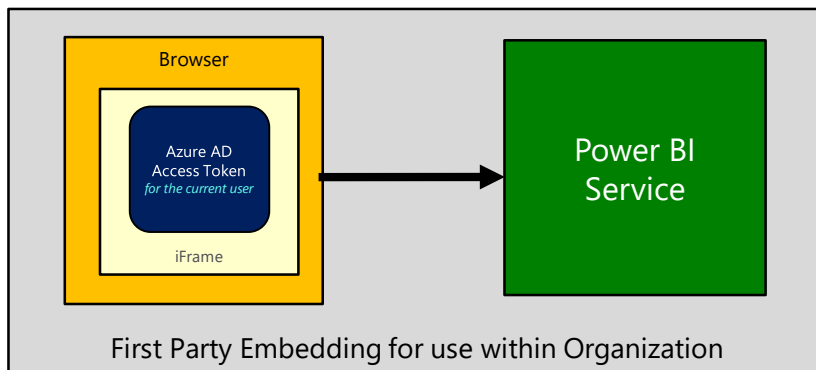 Browser
Azure AD
Access Token
for the current user
iFrame
Power BI
Service
First Party Embedding for use within Organization